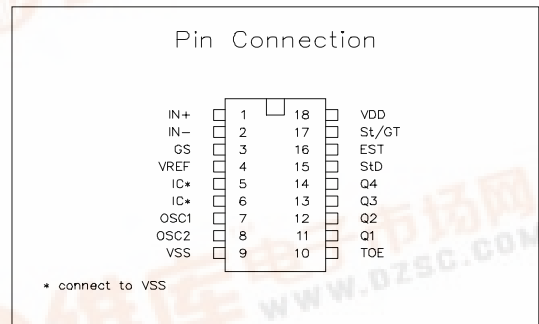 Pin Connection
IN+ 1 18 VDD
IN− 2 17 St/GT
GS 3 16 EST
VREF 4 15 StD
IC* 5 14 Q4
IC* 6 13 Q3
OSC1 7 12 Q2
OSC2 8 11 Q1
VSS 9 10 TOE
* connect to VSS
WWW.DZSC.COM